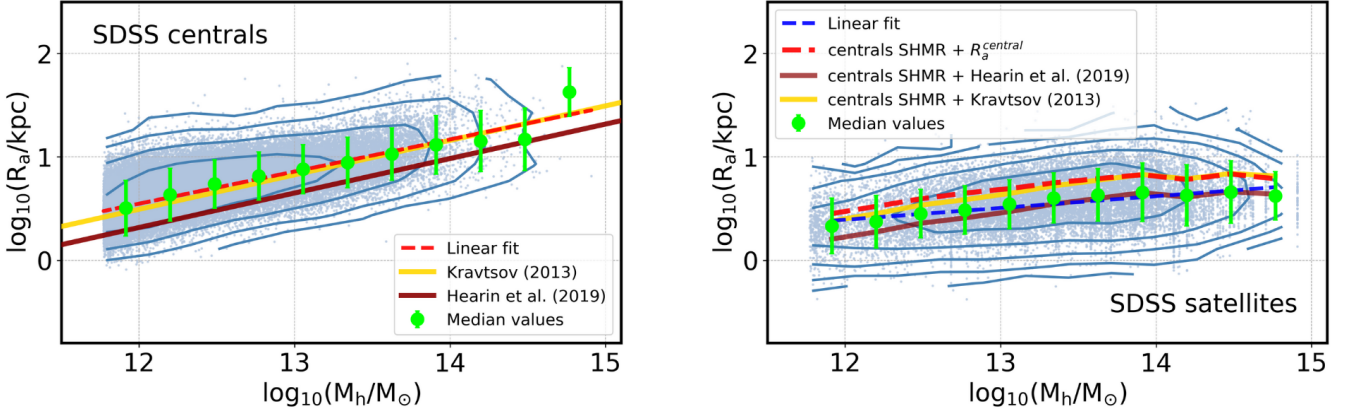 SDSS centrals
2
1
0
log₁₀(Rₐ/kpc)
Linear fit
Kravtsov (2013)
Hearin et al. (2019)
Median values
12
13
14
15
log₁₀(Mₕ/M⊙)
Linear fit
centrals SHMR + Rₐᶜᵉⁿᵗʳᵃˡ
centrals SHMR + Hearin et al. (2019)
centrals SHMR + Kravtsov (2013)
Median values
2
1
0
log₁₀(Rₐ/kpc)
SDSS satellites
12
13
14
15
log₁₀(Mₕ/M⊙)